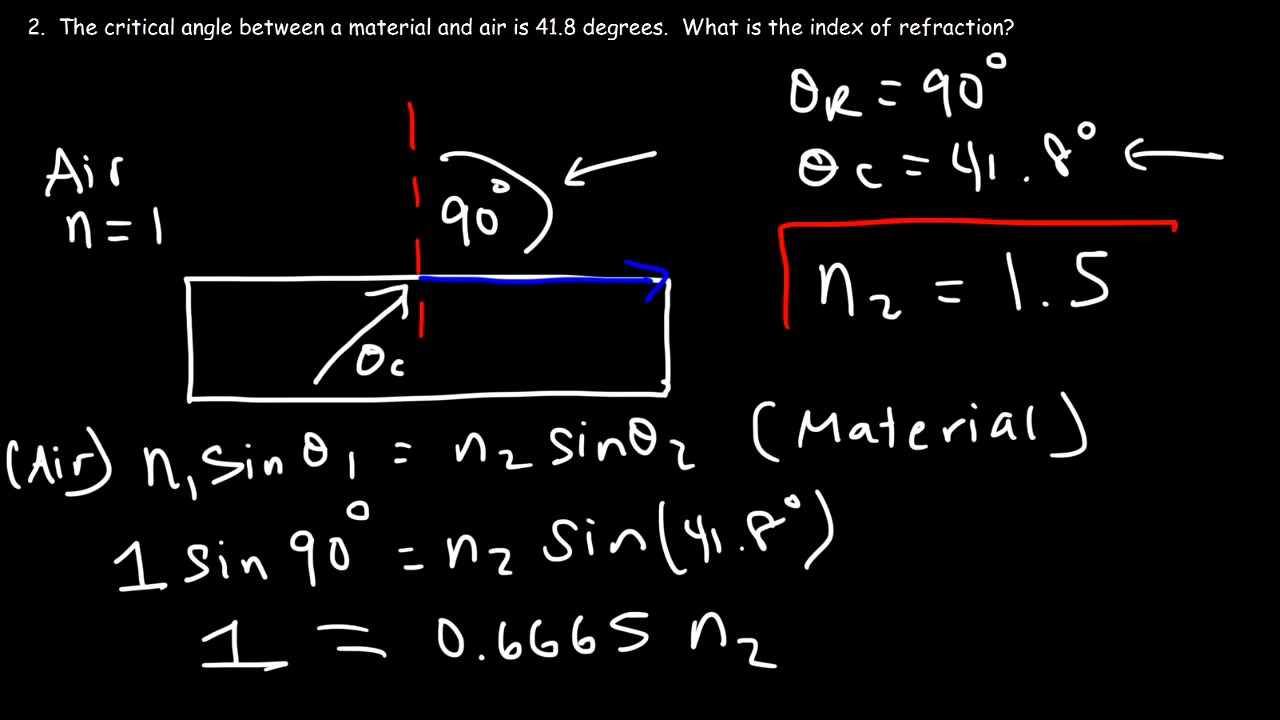 2. The critical angle between a material and air is 41.8 degrees. What is the index of refraction?
Air
n = 1
90°
θc
θR = 90°
θc = 41.8°
n₂ = 1.5
(Air) n₁ sin θ₁ = n₂ sinθ₂ (Material)
1 sin 90° = n₂ sin(41.8°)
1 = 0.6665 n₂